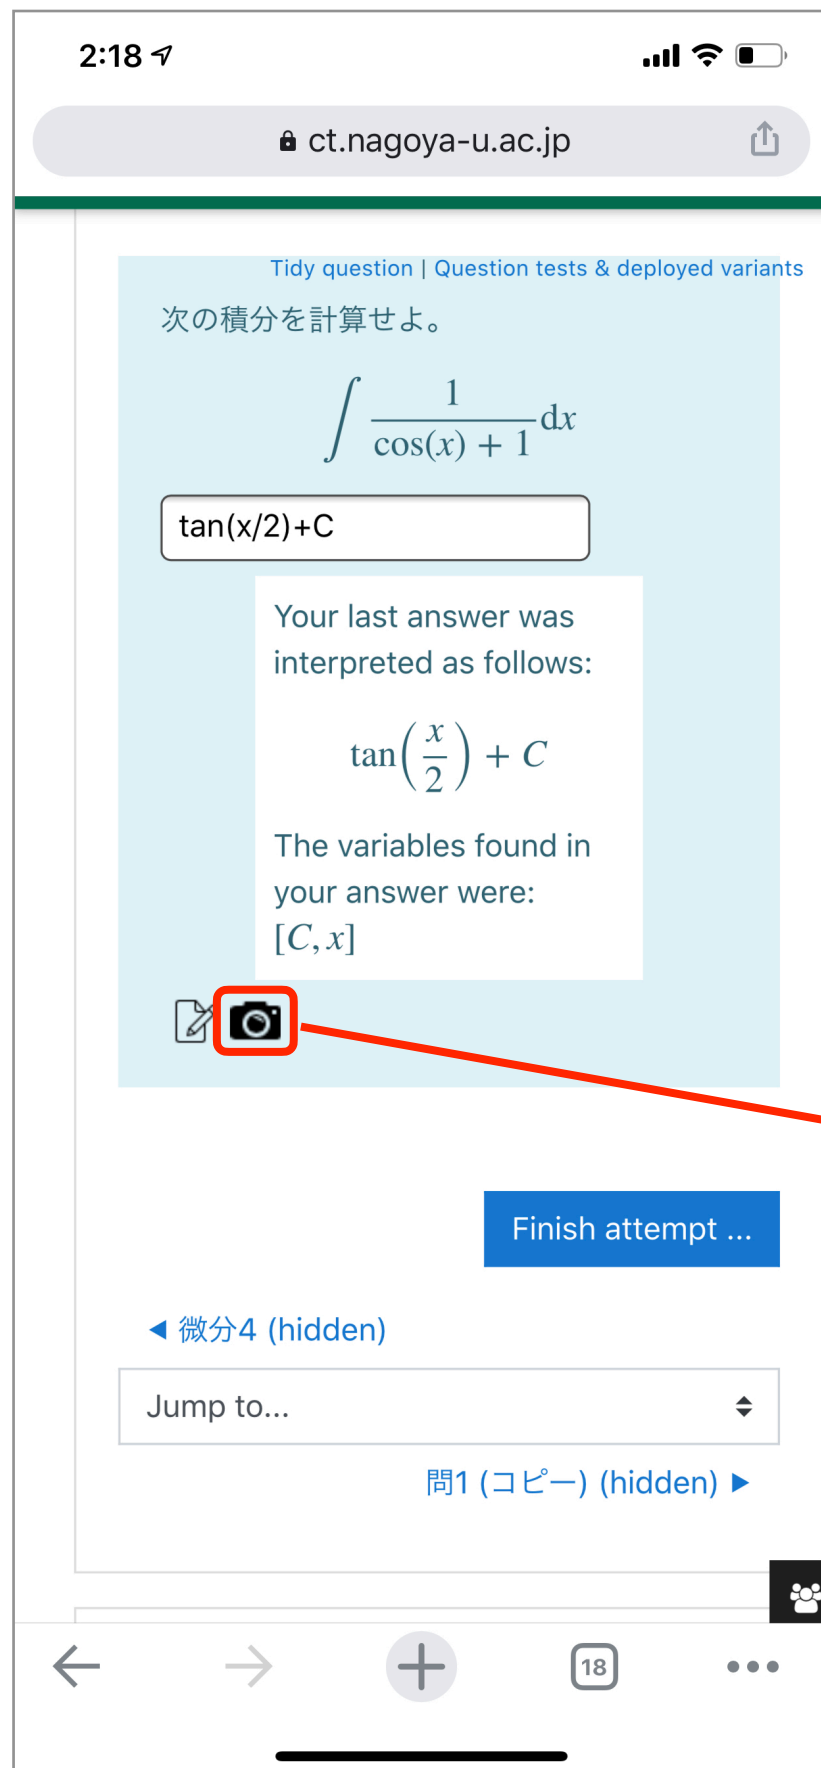 2:18
ct.nagoya-u.ac.jp
Tidy question | Question tests & deployed variants
次の積分を計算せよ。
∫ 1/(cos(x) + 1) dx
tan(x/2)+C
Your last answer was
interpreted as follows:
tan(x/2) + C
The variables found in
your answer were:
[C, x]
Finish attempt ...
◀ 微分4 (hidden)
Jump to...
問1 (コピー) (hidden) ▶
18